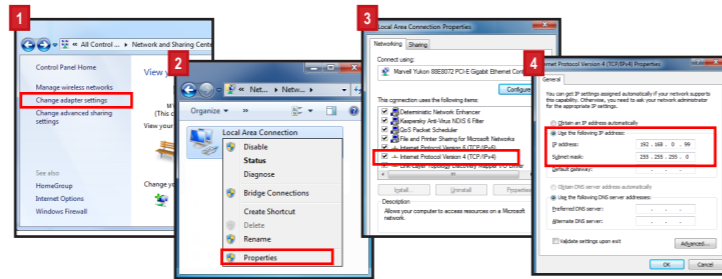 1
« All Control ... ▸ Network and Sharing Cente
Control Panel Home
View y
Manage wireless networks
Change adapter settings
Change advanced sharing
settings
(This c
View your
Change yo
See also
HomeGroup
Internet Options
Windows Firewall
2
« Net... ▸ Netw... ▸
Organize ▾ »
Local Area Connection
Disable
Status
Diagnose
Bridge Connections
Create Shortcut
Delete
Rename
Properties
3
Local Area Connection Properties
Networking Sharing
Connect using:
Marvell Yukon 88E8072 PCI-E Gigabit Ethernet Con
Configure
This connection uses the following items:
Deterministic Network Enhancer
Kaspersky Anti-Virus NDIS 6 Filter
QoS Packet Scheduler
File and Printer Sharing for Microsoft Networks
Internet Protocol Version 6 (TCP/IPv6)
Internet Protocol Version 4 (TCP/IPv4)
Link-Layer Topology Discovery Mapper I/O Driver
Install... Uninstall Properties
Description
Allows your computer to access resources on a Microsoft
network.
4
ernet Protocol Version 4 (TCP/IPv4) Properties
General
You can get IP settings assigned automatically if your network supports
this capability. Otherwise, you need to ask your network administrator
for the appropriate IP settings.
Obtain an IP address automatically
Use the following IP address:
IP address: 192 . 168 . 0 . 99
Subnet mask: 255 . 255 . 255 . 0
Default gateway: . . .
Obtain DNS server address automatically
Use the following DNS server addresses:
Preferred DNS server: . . .
Alternate DNS server: . . .
Validate settings upon exit
Advanced...
OK Cancel